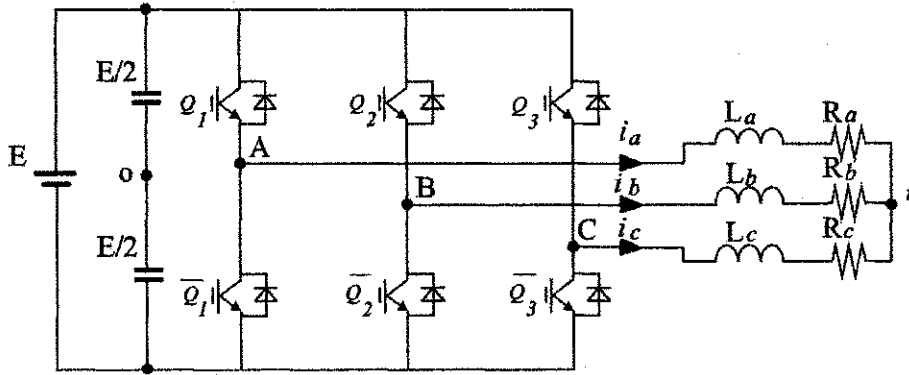 E/2
Q1
Q2
Q3
La
Ra
A
ia
E
o
Lb
Rb
B
ib
C
ic
Lc
Rc
E/2
Q̅1
Q̅2
Q̅3